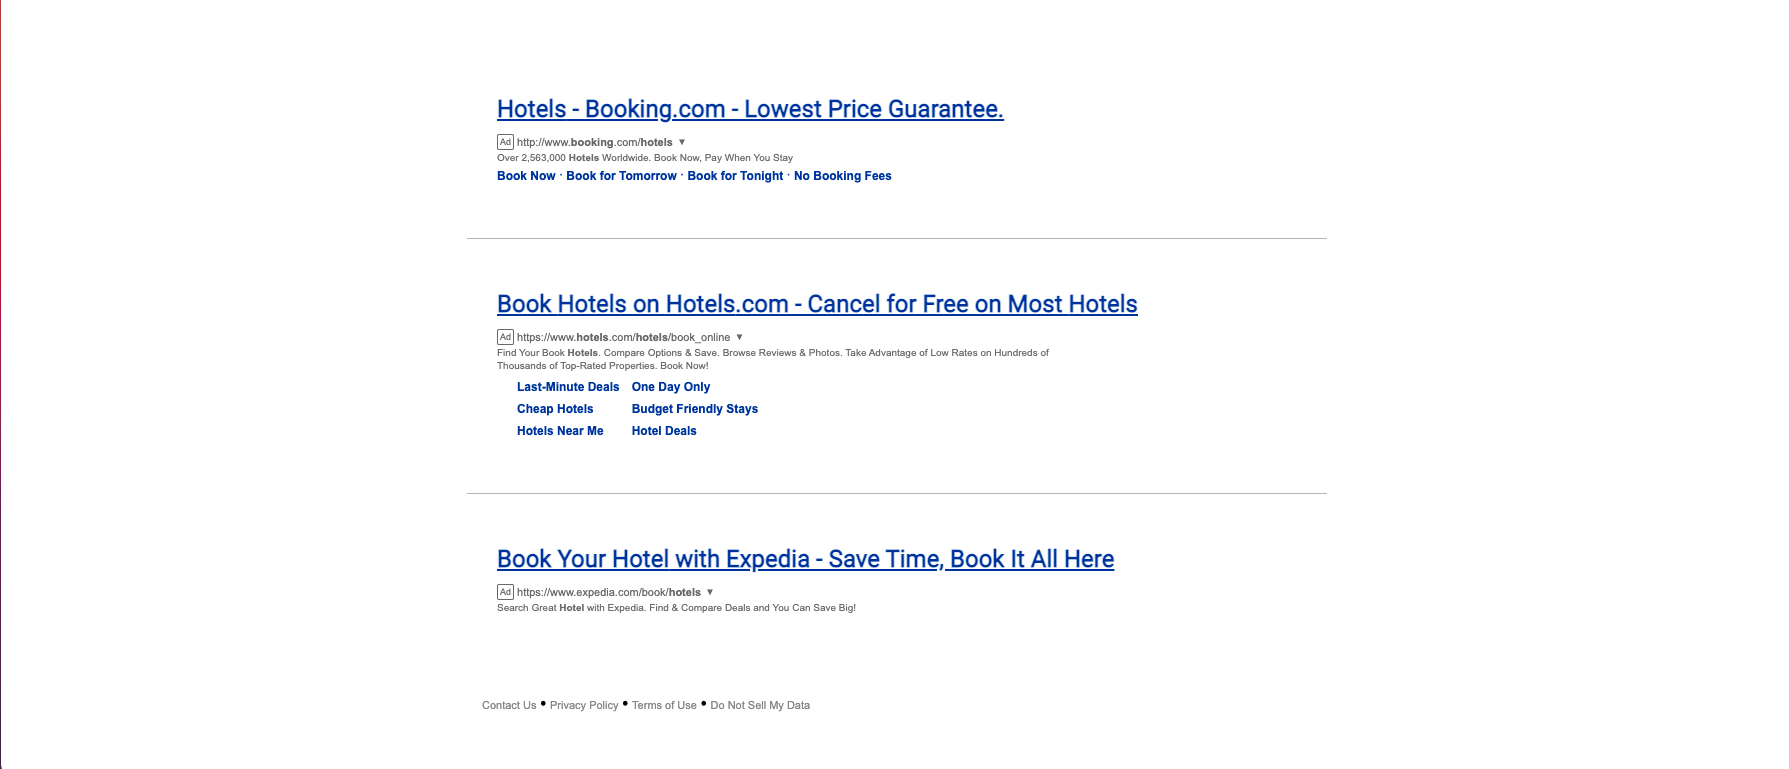 Hotels - Booking.com - Lowest Price Guarantee.
Ad http://www.booking.com/hotels ▼
Over 2,563,000 Hotels Worldwide. Book Now, Pay When You Stay
Book Now · Book for Tomorrow · Book for Tonight · No Booking Fees
Book Hotels on Hotels.com - Cancel for Free on Most Hotels
Ad https://www.hotels.com/hotels/book_online ▼
Find Your Book Hotels. Compare Options & Save. Browse Reviews & Photos. Take Advantage of Low Rates on Hundreds of
Thousands of Top-Rated Properties. Book Now!
Last-Minute Deals One Day Only
Cheap Hotels Budget Friendly Stays
Hotels Near Me Hotel Deals
Book Your Hotel with Expedia - Save Time, Book It All Here
Ad https://www.expedia.com/book/hotels ▼
Search Great Hotel with Expedia. Find & Compare Deals and You Can Save Big!
Contact Us • Privacy Policy • Terms of Use • Do Not Sell My Data